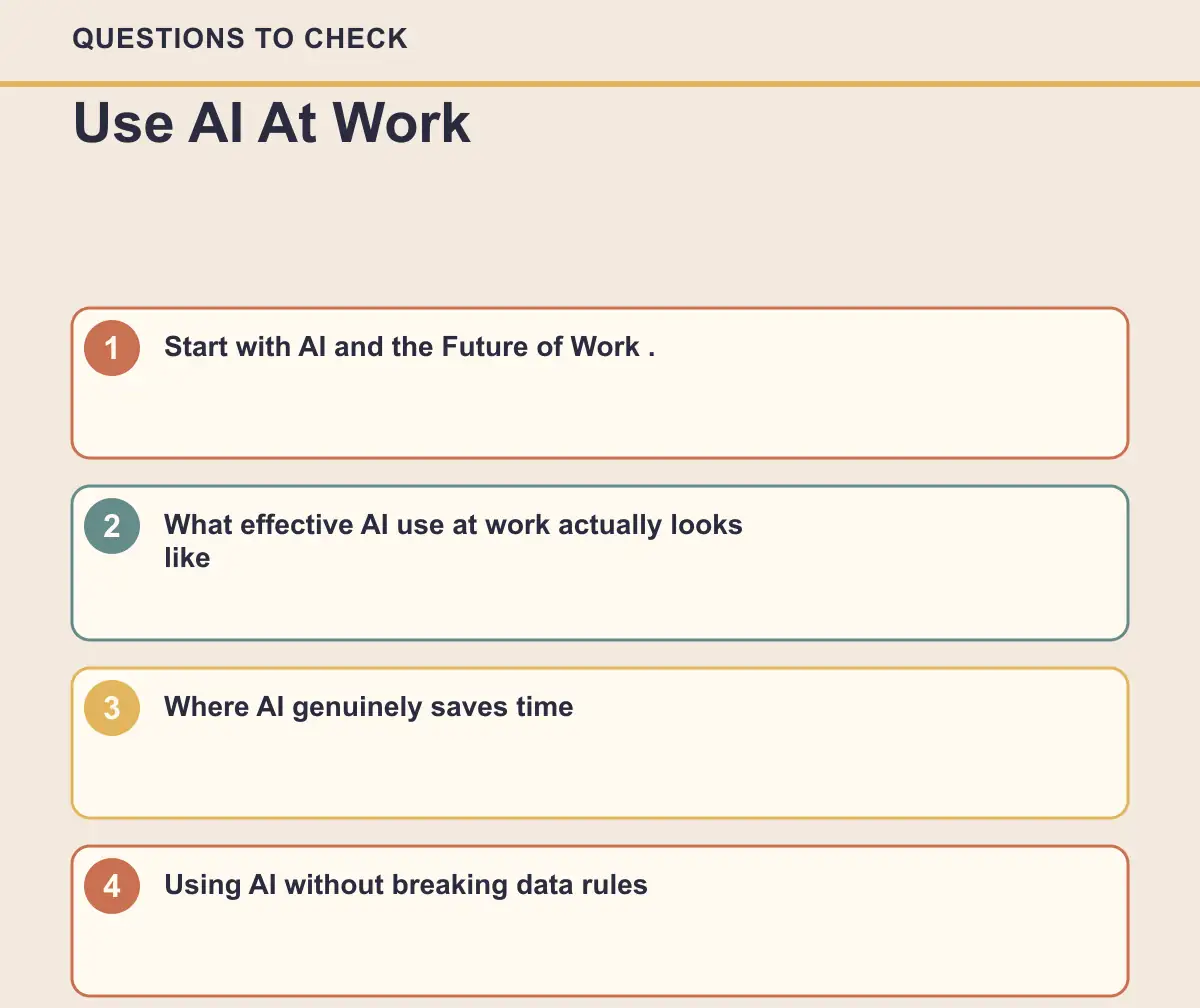 QUESTIONS TO CHECK
Use AI At Work
1
Start with AI and the Future of Work .
2
What effective AI use at work actually looks
like
3
Where AI genuinely saves time
4
Using AI without breaking data rules